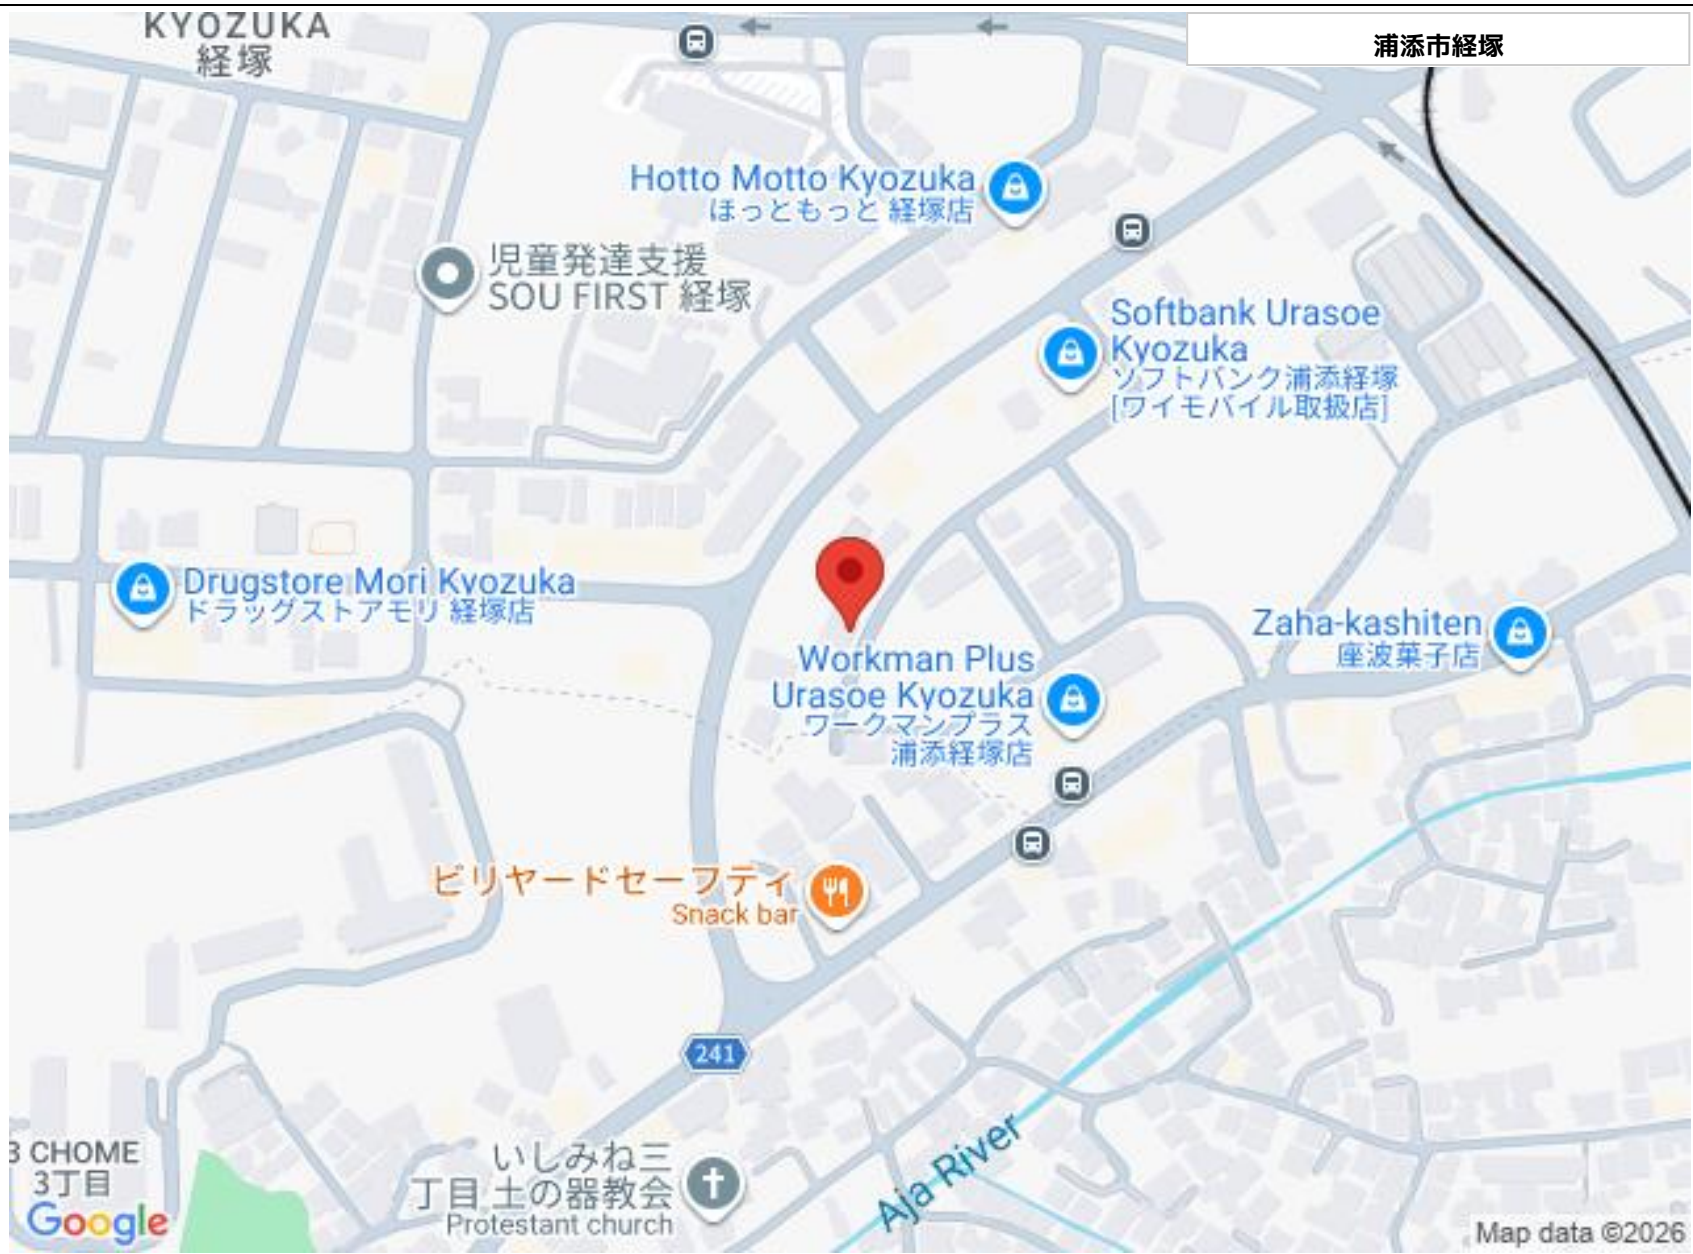 KYOZUKA
経塚
浦添市経塚
Hotto Motto Kyozuka
ほっともっと 経塚店
児童発達支援
SOU FIRST 経塚
Softbank Urasoe
Kyozuka
ソフトバンク浦添経塚
[ワイモバイル取扱店]
Drugstore Mori Kyozuka
ドラッグストアモリ 経塚店
Zaha-kashiten
座波菓子店
Workman Plus
Urasoe Kyozuka
ワークマンプラス
浦添経塚店
ビリヤードセーフティ
Snack bar
241
3 CHOME
3丁目
いしみね三
丁目 土の器教会
Protestant church
Aja River
Google
Map data ©2026